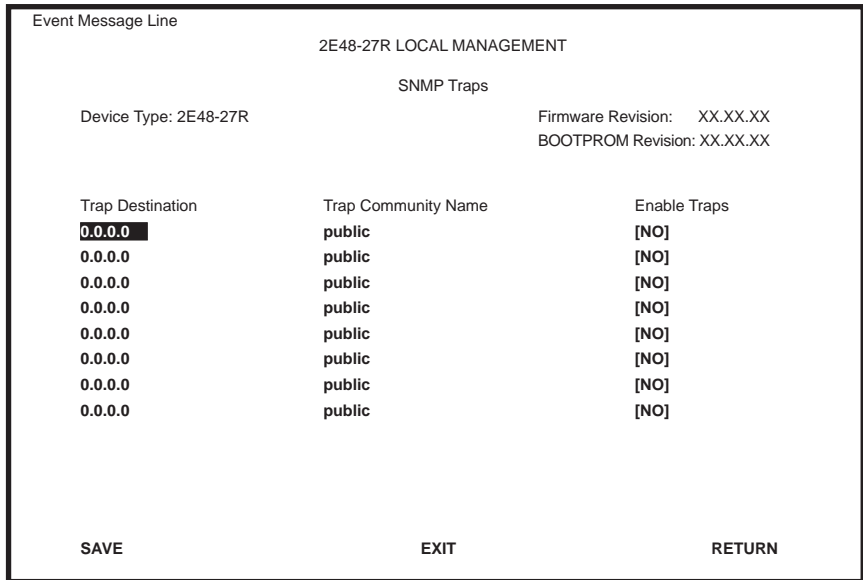 Event Message Line
2E48-27R LOCAL MANAGEMENT
SNMP Traps
Device Type: 2E48-27R Firmware Revision: XX.XX.XX
BOOTPROM Revision: XX.XX.XX
Trap Destination Trap Community Name Enable Traps
0.0.0.0 public [NO]
0.0.0.0 public [NO]
0.0.0.0 public [NO]
0.0.0.0 public [NO]
0.0.0.0 public [NO]
0.0.0.0 public [NO]
0.0.0.0 public [NO]
0.0.0.0 public [NO]
SAVE EXIT RETURN